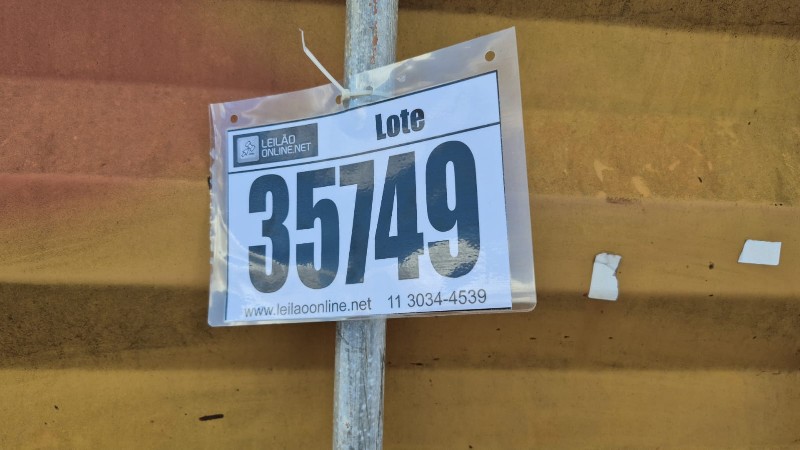 LEILÃO
ONLINE.NET
Lote
35749
www.leilaoonline.net 11 3034-4539